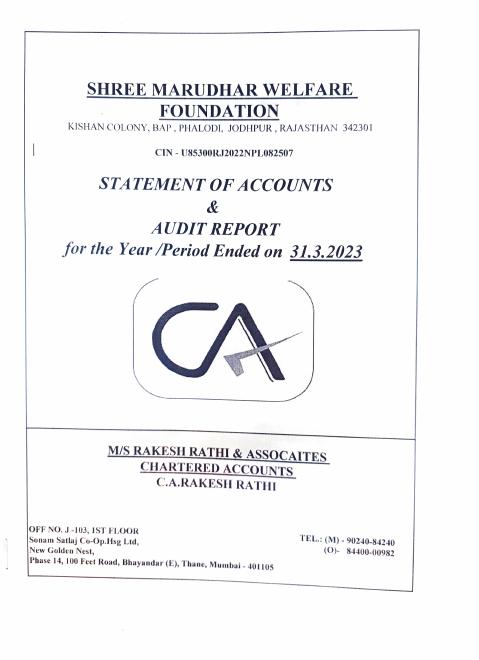 SHREE MARUDHAR WELFARE
FOUNDATION
KISHAN COLONY, BAP , PHALODI, JODHPUR , RAJASTHAN 342301
CIN - U85300RJ2022NPL082507
STATEMENT OF ACCOUNTS
&
AUDIT REPORT
for the Year /Period Ended on 31.3.2023
CA
M/S RAKESH RATHI & ASSOCAITES
CHARTERED ACCOUNTS
C.A.RAKESH RATHI
OFF NO. J -103, 1ST FLOOR
Sonam Satlaj Co-Op.Hsg Ltd,
New Golden Nest,
Phase 14, 100 Feet Road, Bhayandar (E), Thane, Mumbai - 401105
TEL.: (M) - 90240-84240
(O)- 84400-00982